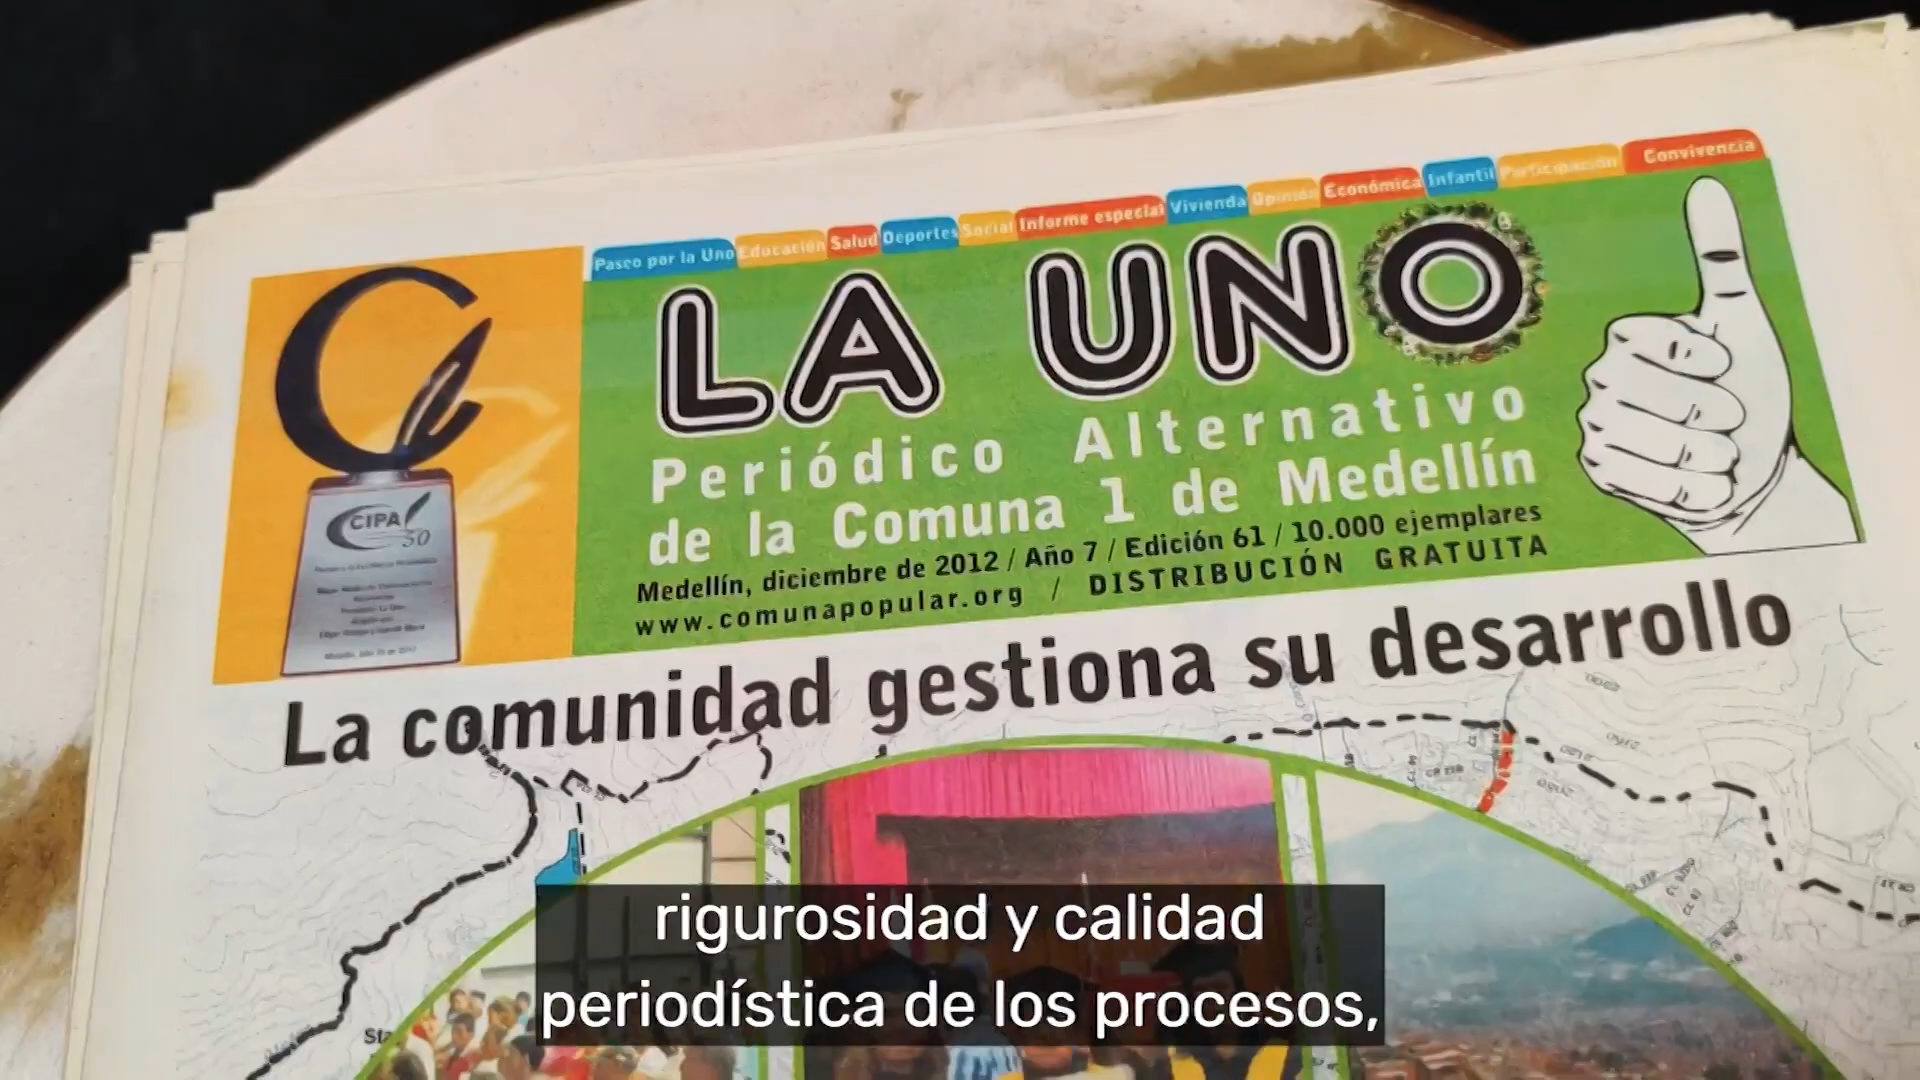 Paseo por la Uno Educación Salud Deportes Social Informe especial Vivienda Opinión Económica Infantil Participación Convivencia
LA UNO
Periódico Alternativo
de la Comuna 1 de Medellín
Medellín, diciembre de 2012 / Año 7 / Edición 61 / 10.000 ejemplares
www.comunapopular.org / DISTRIBUCIÓN GRATUITA
CIPA
30
La comunidad gestiona su desarrollo
rigurosidad y calidad
periodística de los procesos,